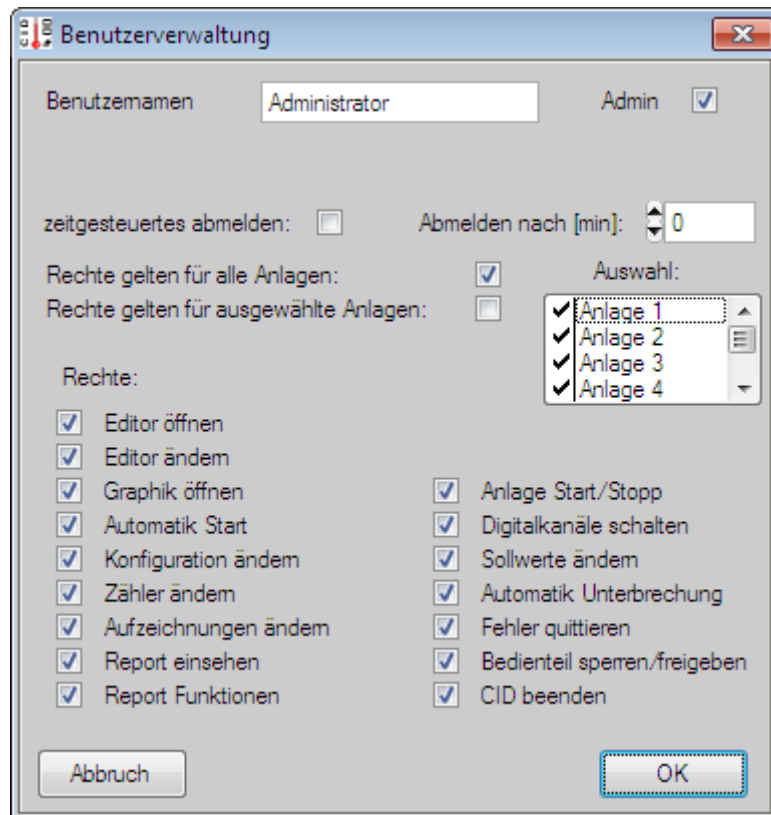 Benutzerverwaltung
Benutzernamen Administrator Admin
zeitgesteuertes abmelden: Abmelden nach [min]: 0
Rechte gelten für alle Anlagen: Auswahl:
Rechte gelten für ausgewählte Anlagen:
Anlage 1
Anlage 2
Anlage 3
Anlage 4
Rechte:
Editor öffnen
Editor ändern
Graphik öffnen
Automatik Start
Konfiguration ändern
Zähler ändern
Aufzeichnungen ändern
Report einsehen
Report Funktionen
Anlage Start/Stopp
Digitalkanäle schalten
Sollwerte ändern
Automatik Unterbrechung
Fehler quittieren
Bedienteil sperren/freigeben
CID beenden
Abbruch OK